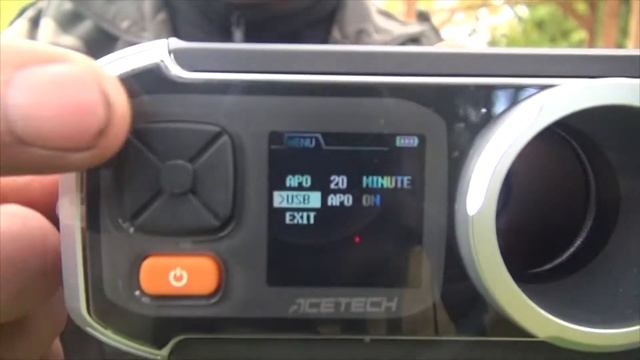 MENU
APO 20 MINUTE
>USB APO ON
EXIT
ACETECH